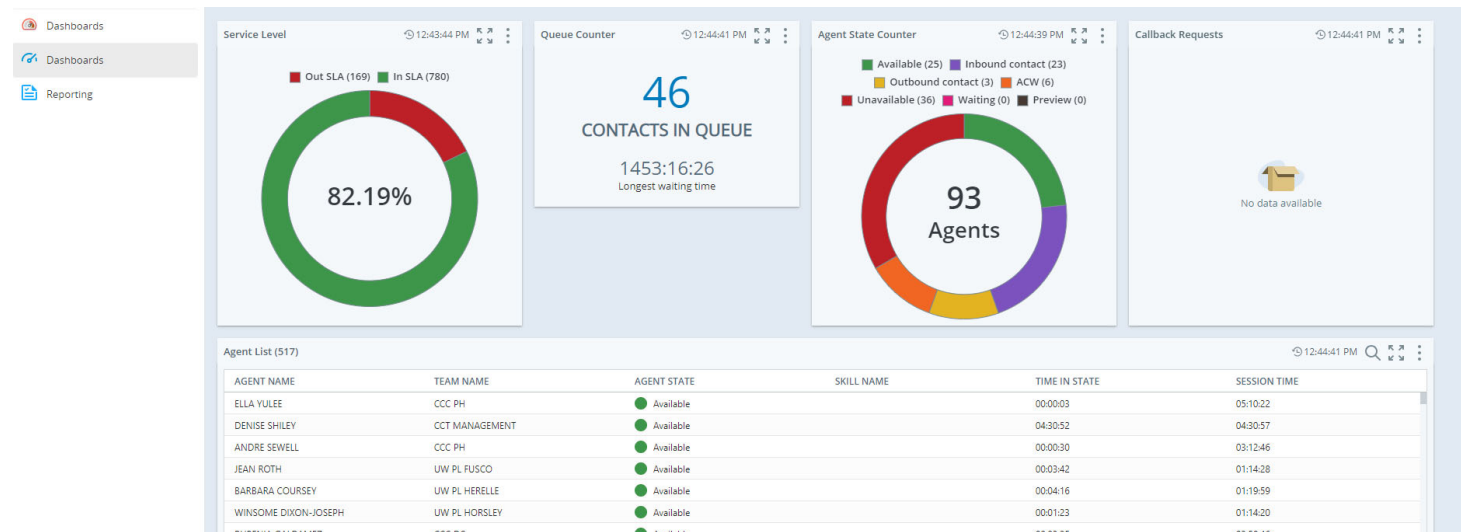 Dashboards
Dashboards
Reporting
Service Level 12:43:44 PM
Out SLA (169) In SLA (780)
82.19%
Queue Counter 12:44:41 PM
46
CONTACTS IN QUEUE
1453:16:26
Longest waiting time
Agent State Counter 12:44:39 PM
Available (25) Inbound contact (23)
Outbound contact (3) ACW (6)
Unavailable (36) Waiting (0) Preview (0)
93
Agents
Callback Requests 12:44:41 PM
No data available
Agent List (517) 12:44:41 PM
AGENT NAME TEAM NAME AGENT STATE SKILL NAME TIME IN STATE SESSION TIME
ELLA YULEE CCC PH Available 00:00:03 05:10:22
DENISE SHILEY CCT MANAGEMENT Available 04:30:52 04:30:57
ANDRE SEWELL CCC PH Available 00:00:30 03:12:46
JEAN ROTH UW PL FUSCO Available 00:03:42 01:14:28
BARBARA COURSEY UW PL HERELLE Available 00:04:16 01:19:59
WINSOME DIXON-JOSEPH UW PL HORSLEY Available 00:01:23 01:14:20